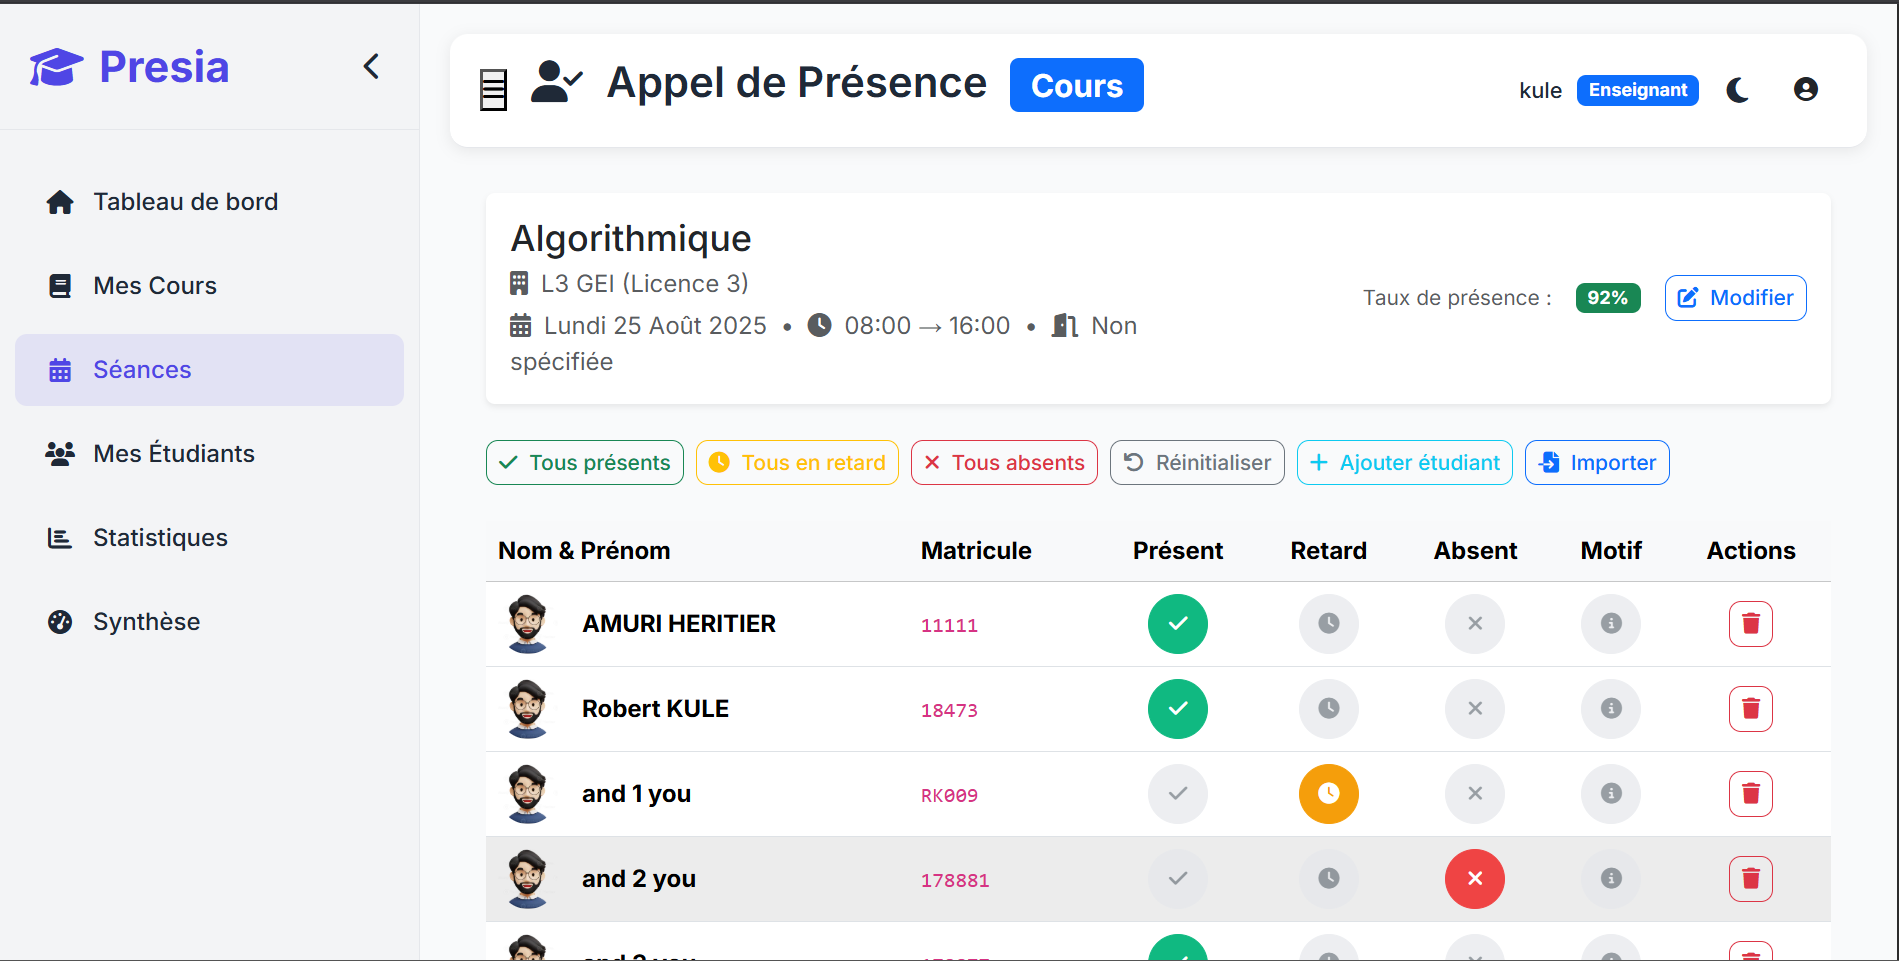 Presia
Tableau de bord
Mes Cours
Séances
Mes Étudiants
Statistiques
Synthèse
Appel de Présence Cours
kule Enseignant
Algorithmique
L3 GEI (Licence 3)
Lundi 25 Août 2025 • 08:00 → 16:00 • Non
spécifiée
Taux de présence : 92% Modifier
Tous présents Tous en retard Tous absents Réinitialiser Ajouter étudiant Importer
Nom & Prénom Matricule Présent Retard Absent Motif Actions
AMURI HERITIER 11111
Robert KULE 18473
and 1 you RK009
and 2 you 178881